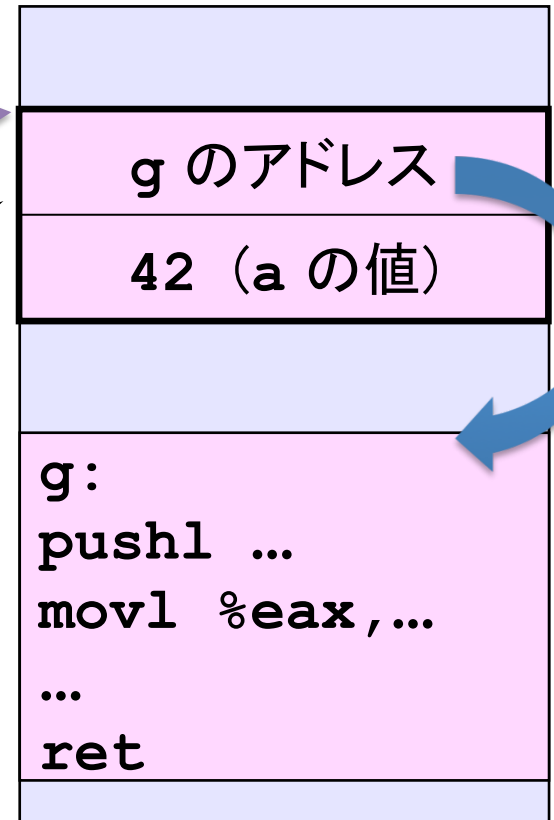 g のアドレス
42 (a の値)
g:
pushl …
movl %eax,…
…
ret